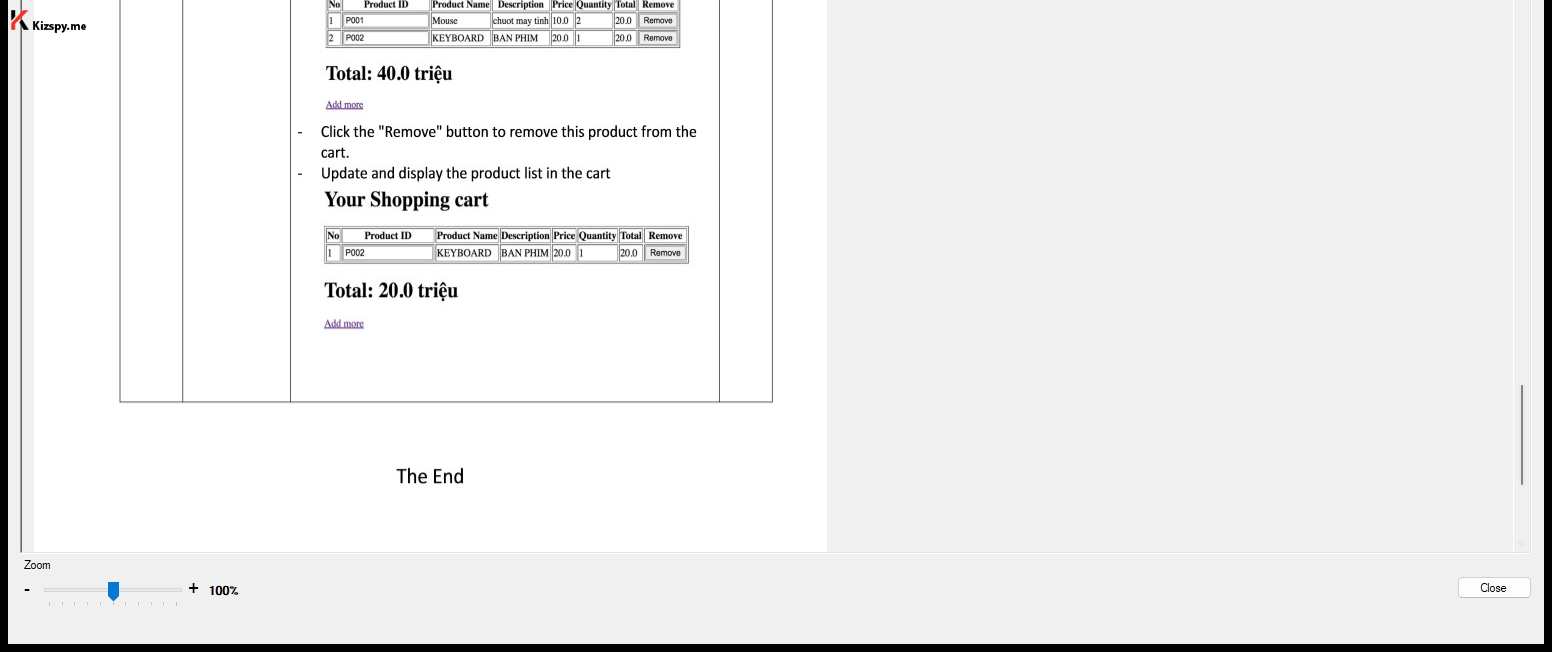 Kizspy.me
No Product ID Product Name Description Price Quantity Total Remove
1 P001 Mouse chuot may tinh 10.0 2 20.0 Remove
2 P002 KEYBOARD BAN PHIM 20.0 1 20.0 Remove
Total: 40.0 triệu
Add more
- Click the "Remove" button to remove this product from the
cart.
- Update and display the product list in the cart
Your Shopping cart
No Product ID Product Name Description Price Quantity Total Remove
1 P002 KEYBOARD BAN PHIM 20.0 1 20.0 Remove
Total: 20.0 triệu
Add more
The End
Zoom
- + 100%
Close